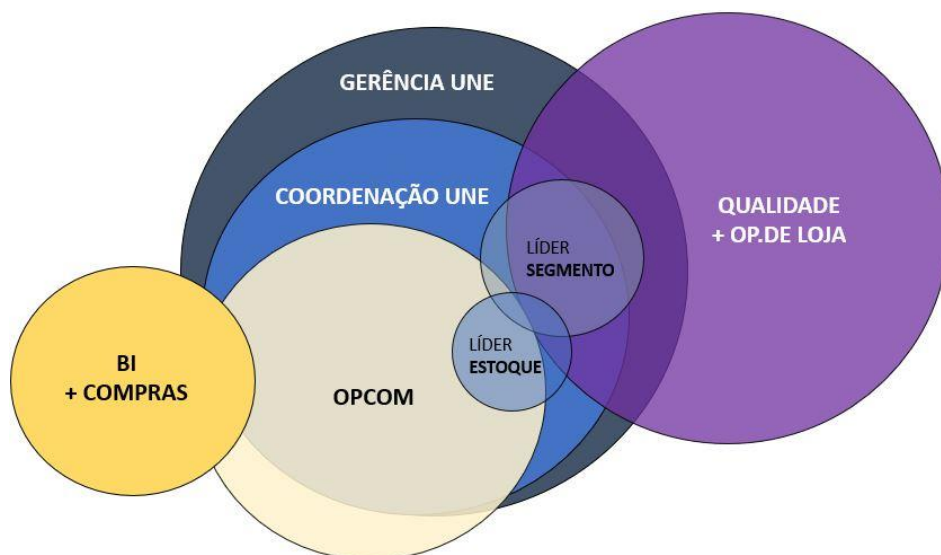 GERÊNCIA UNE
COORDENAÇÃO UNE
QUALIDADE
+ OP.DE LOJA
LÍDER
SEGMENTO
LÍDER
ESTOQUE
BI
+ COMPRAS
OPCOM